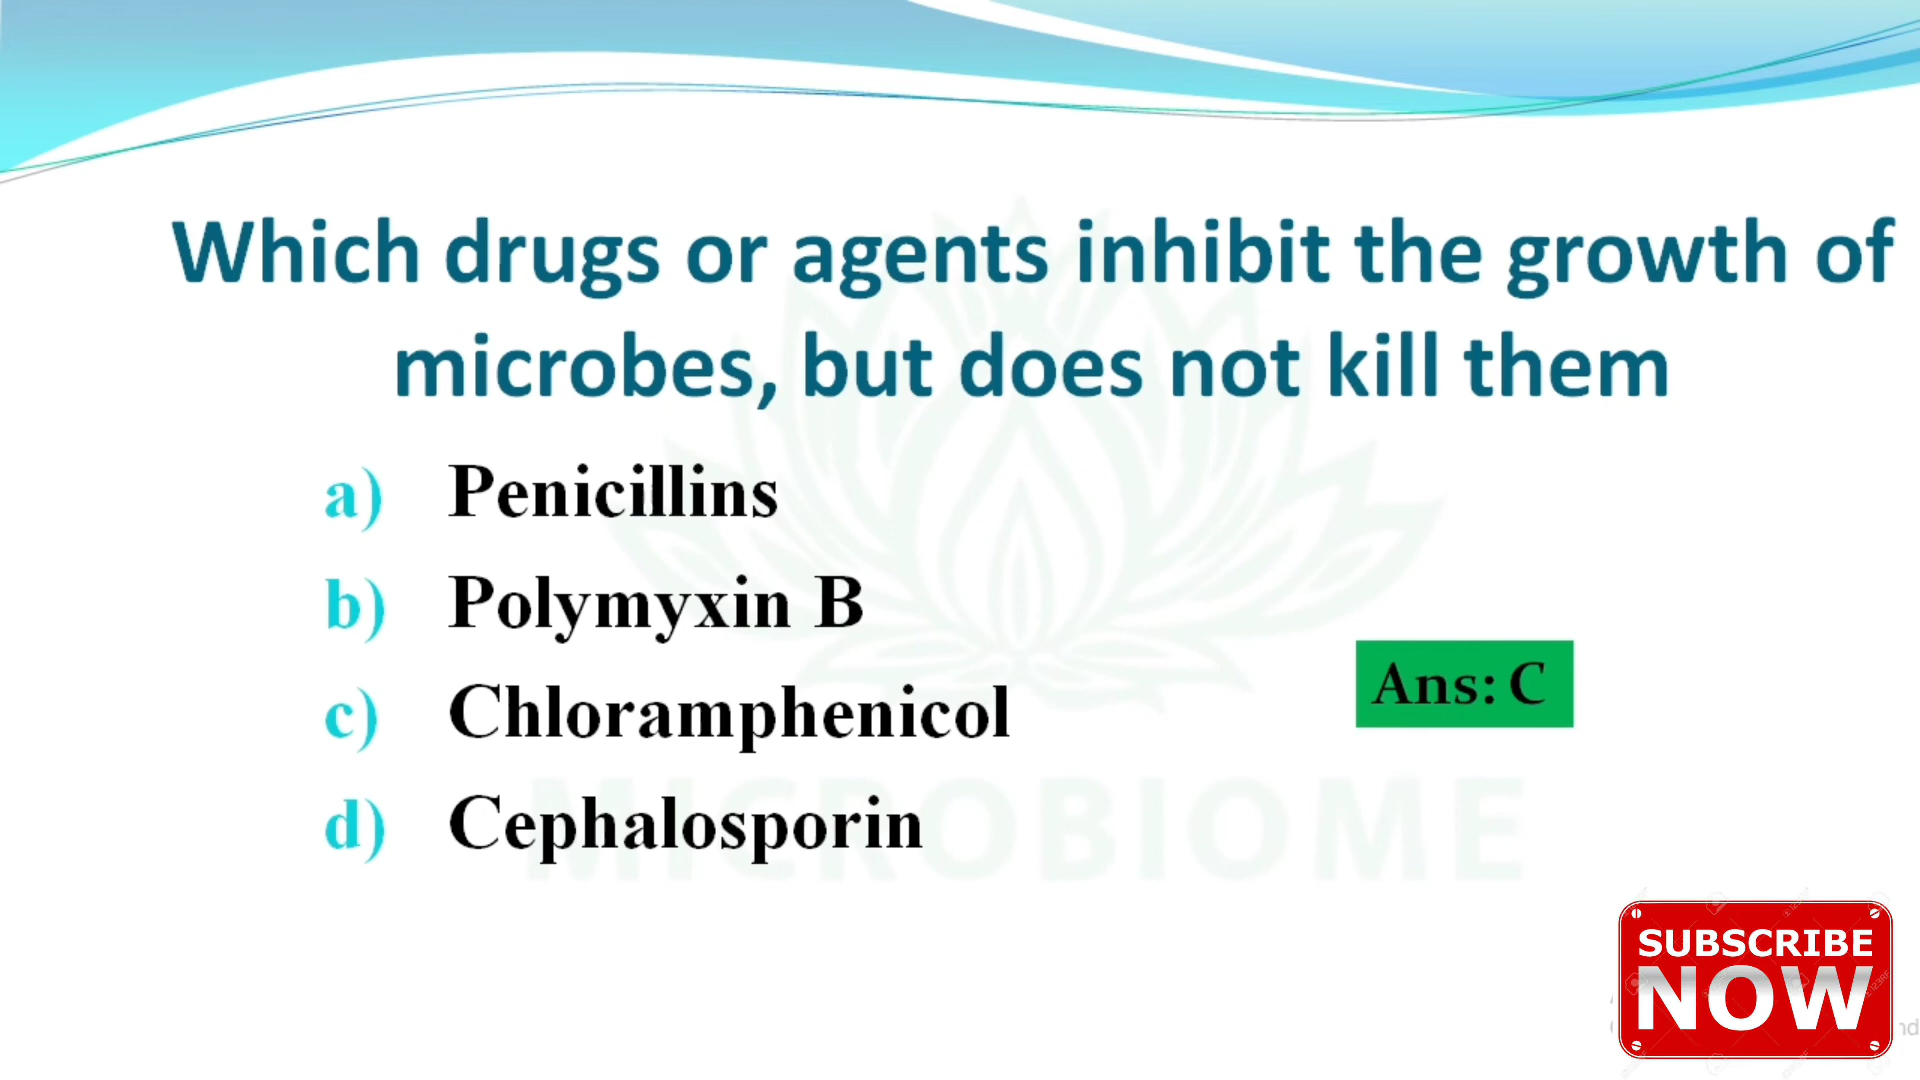 Which drugs or agents inhibit the growth of
microbes, but does not kill them
a) Penicillins
b) Polymyxin B
c) Chloramphenicol
Ans: C
d) Cephalosporin
MICROBIOME
SUBSCRIBE
NOW